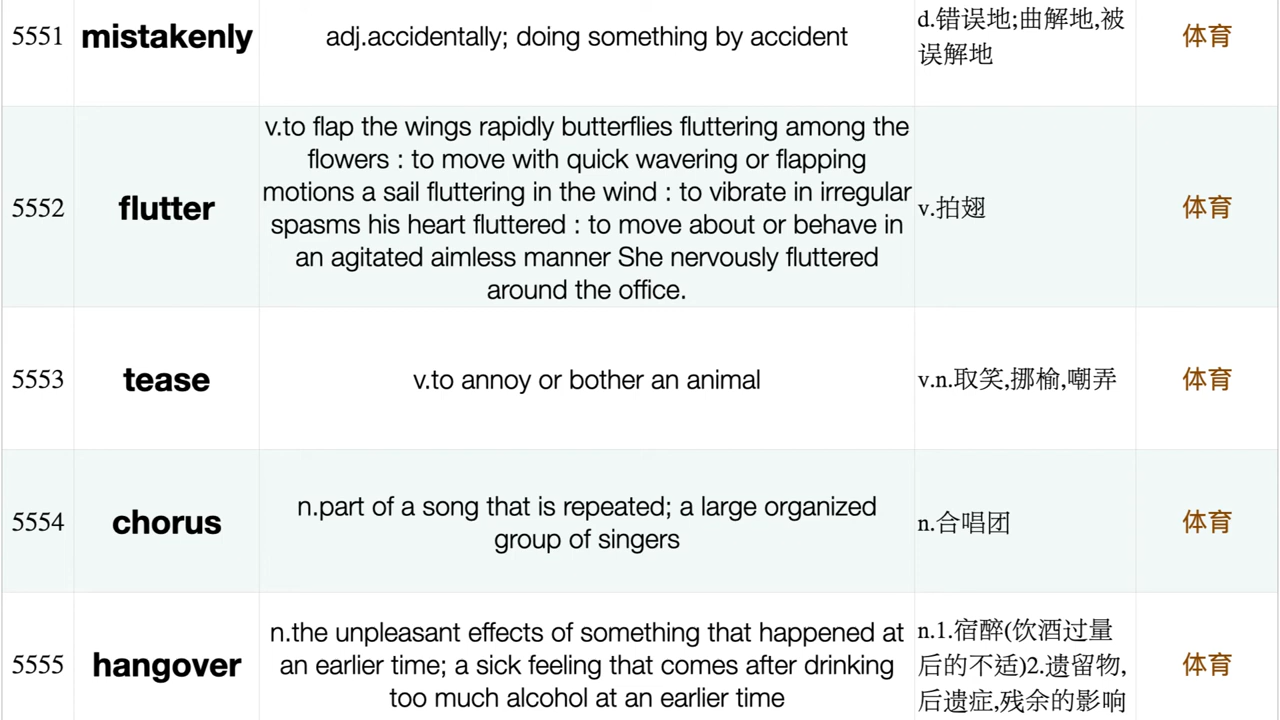 5551 mistakenly adj.accidentally; doing something by accident d.错误地;曲解地,被
误解地 体育
v.to flap the wings rapidly butterflies fluttering among the
flowers : to move with quick wavering or flapping
motions a sail fluttering in the wind : to vibrate in irregular
5552 flutter spasms his heart fluttered : to move about or behave in v.拍翅 体育
an agitated aimless manner She nervously fluttered
around the office.
5553 tease v.to annoy or bother an animal v.n.取笑,揶榆,嘲弄 体育
5554 chorus n.part of a song that is repeated; a large organized
group of singers n.合唱团 体育
5555 hangover n.the unpleasant effects of something that happened at
an earlier time; a sick feeling that comes after drinking
too much alcohol at an earlier time n.1.宿醉(饮酒过量
后的不适)2.遗留物,
后遗症,残余的影响 体育